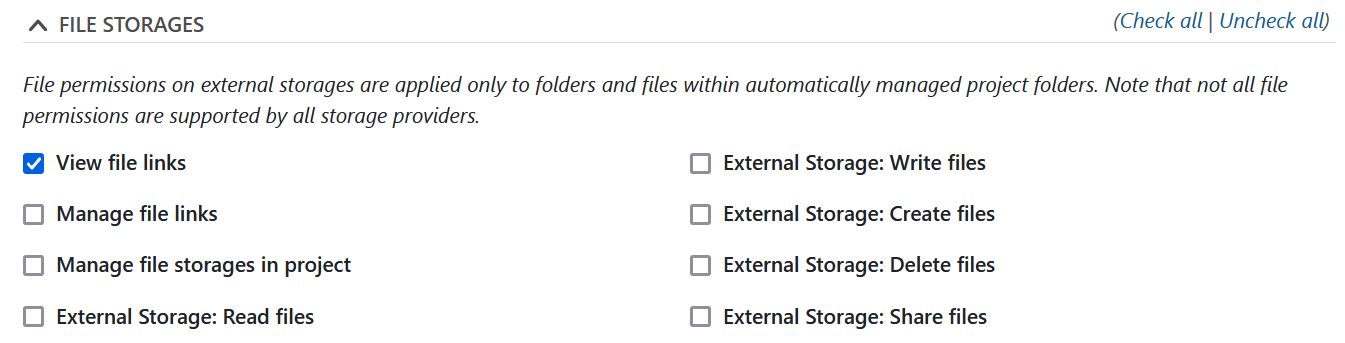 FILE STORAGES
(Check all | Uncheck all)
File permissions on external storages are applied only to folders and files within automatically managed project folders. Note that not all file
permissions are supported by all storage providers.
View file links
Manage file links
Manage file storages in project
External Storage: Read files
External Storage: Write files
External Storage: Create files
External Storage: Delete files
External Storage: Share files